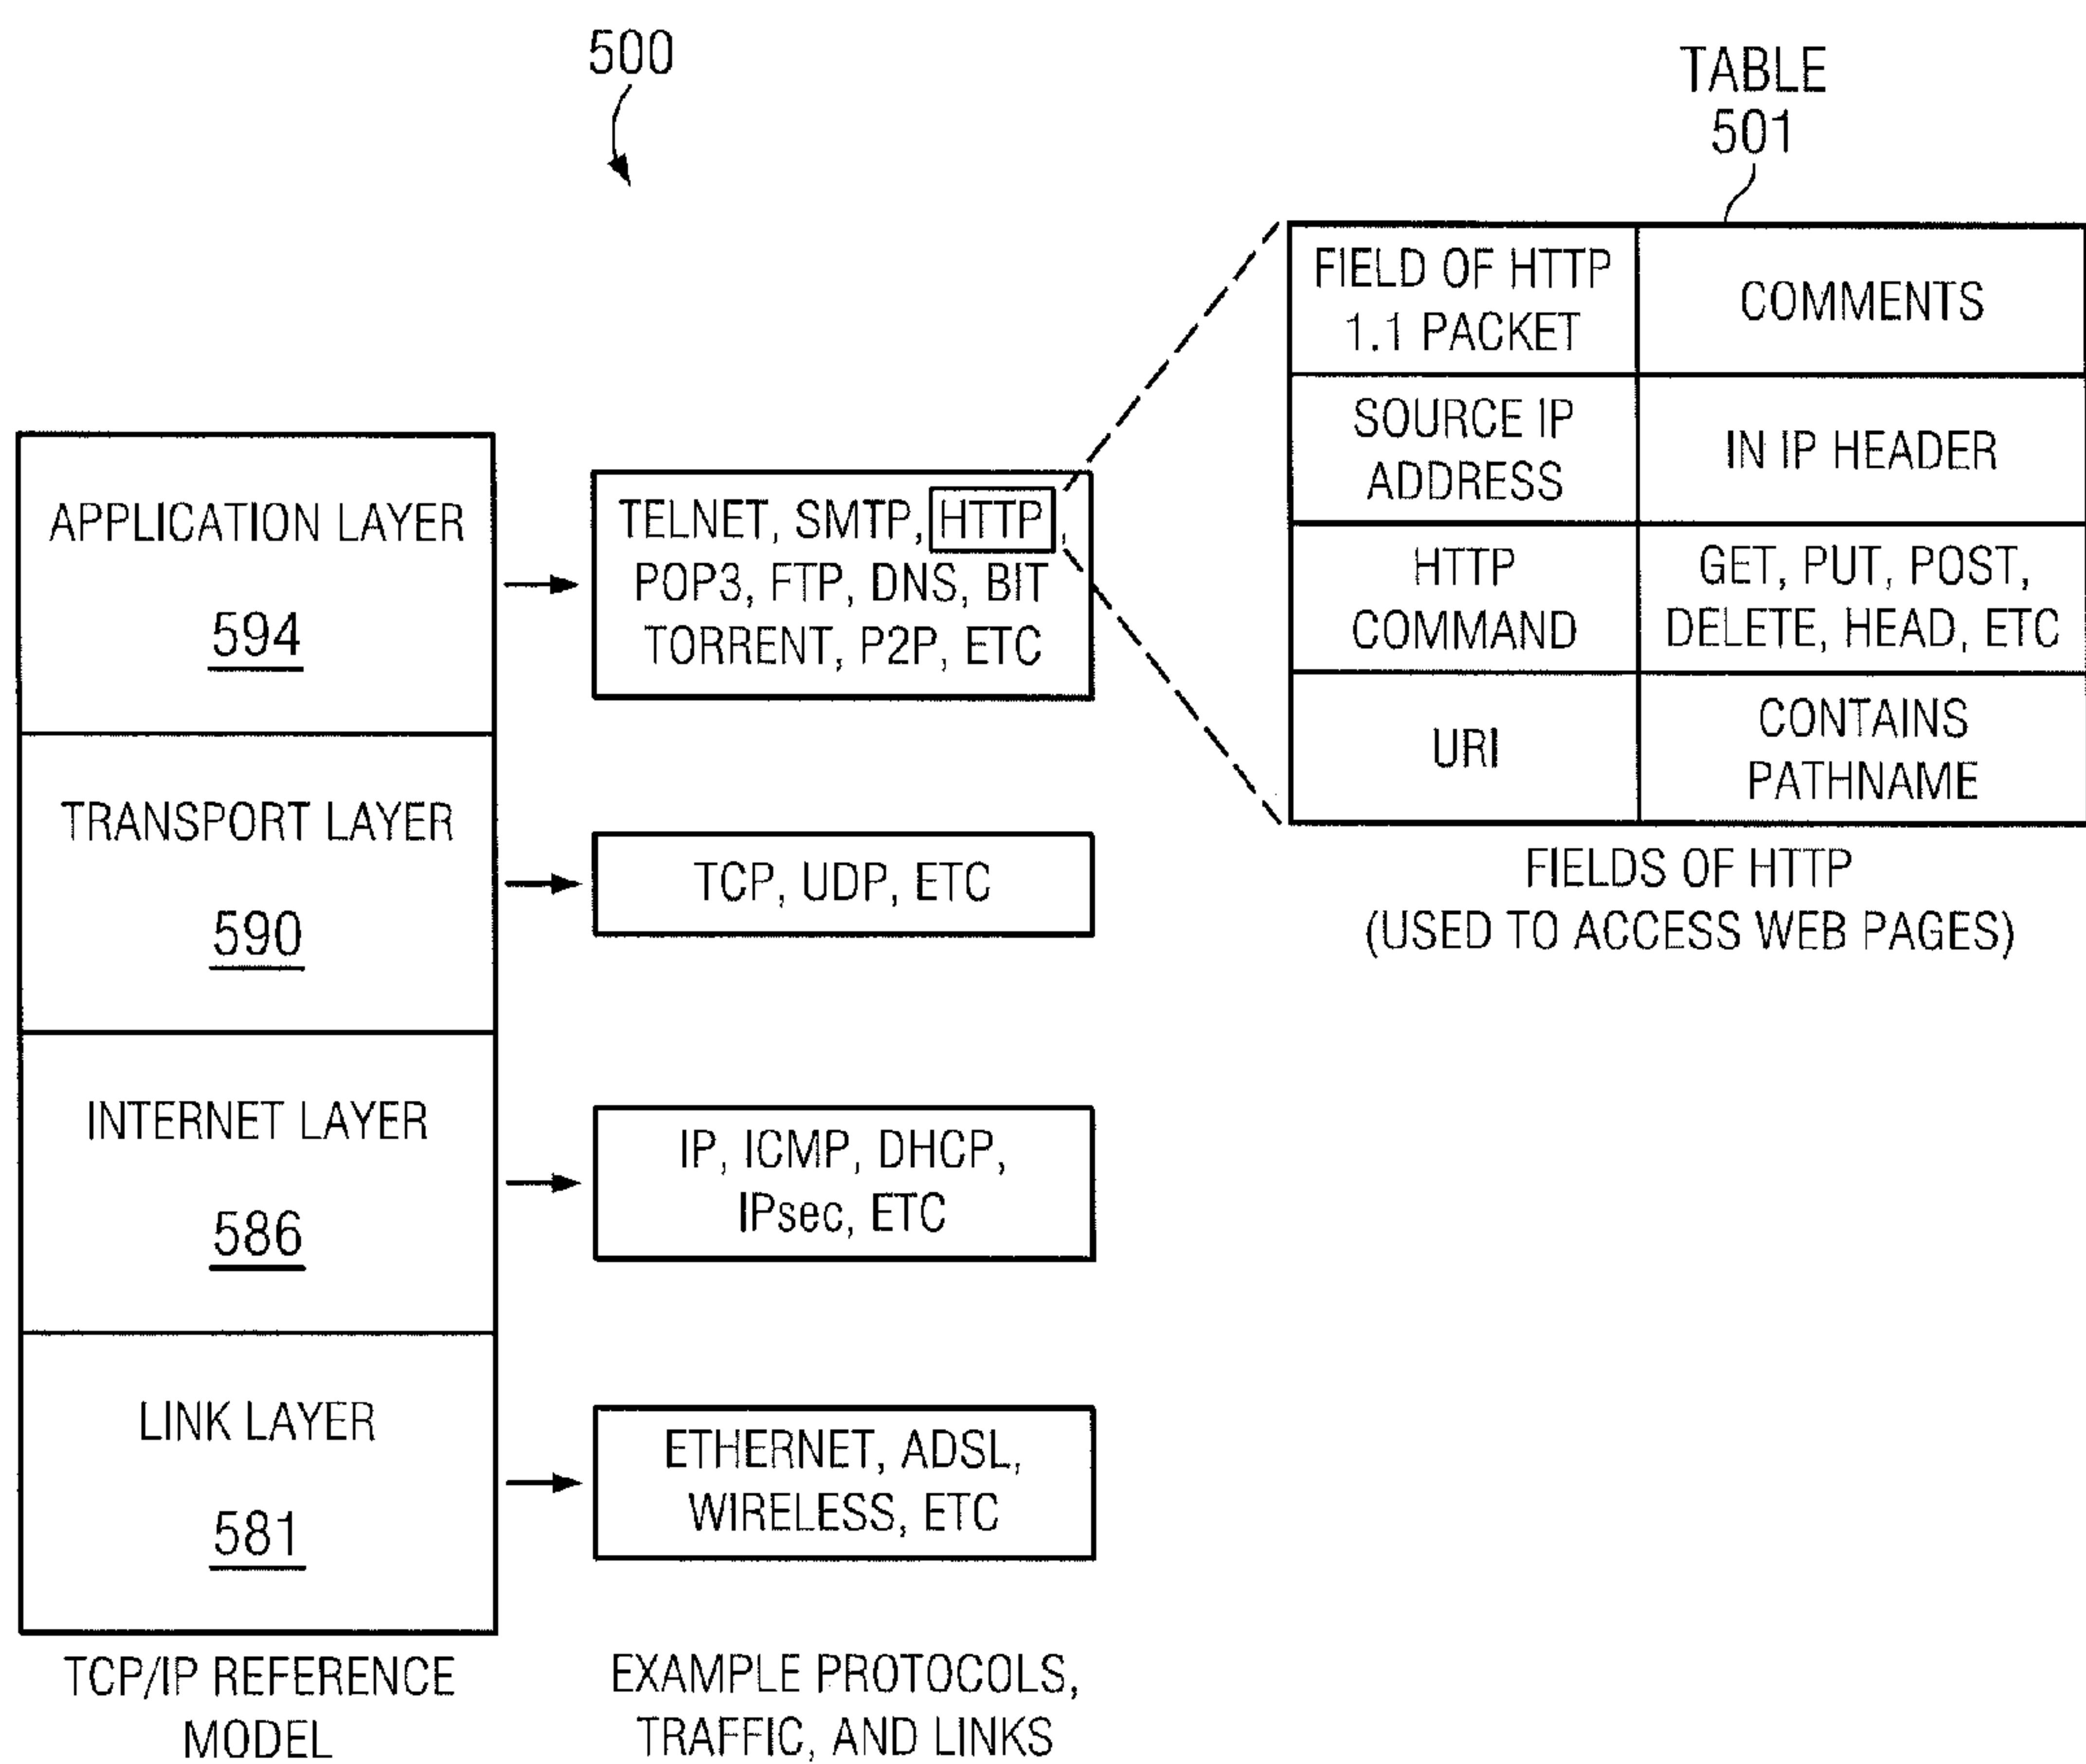 500
TABLE
501
FIELD OF HTTP
1.1 PACKET
COMMENTS
SOURCE IP
ADDRESS
IN IP HEADER
HTTP
COMMAND
GET, PUT, POST,
DELETE, HEAD, ETC
URI
CONTAINS
PATHNAME
FIELDS OF HTTP
(USED TO ACCESS WEB PAGES)
APPLICATION LAYER
594
TELNET, SMTP, HTTP,
POP3, FTP, DNS, BIT
TORRENT, P2P, ETC
TRANSPORT LAYER
590
TCP, UDP, ETC
INTERNET LAYER
586
IP, ICMP, DHCP,
IPsec, ETC
LINK LAYER
581
ETHERNET, ADSL,
WIRELESS, ETC
TCP/IP REFERENCE
MODEL
EXAMPLE PROTOCOLS,
TRAFFIC, AND LINKS